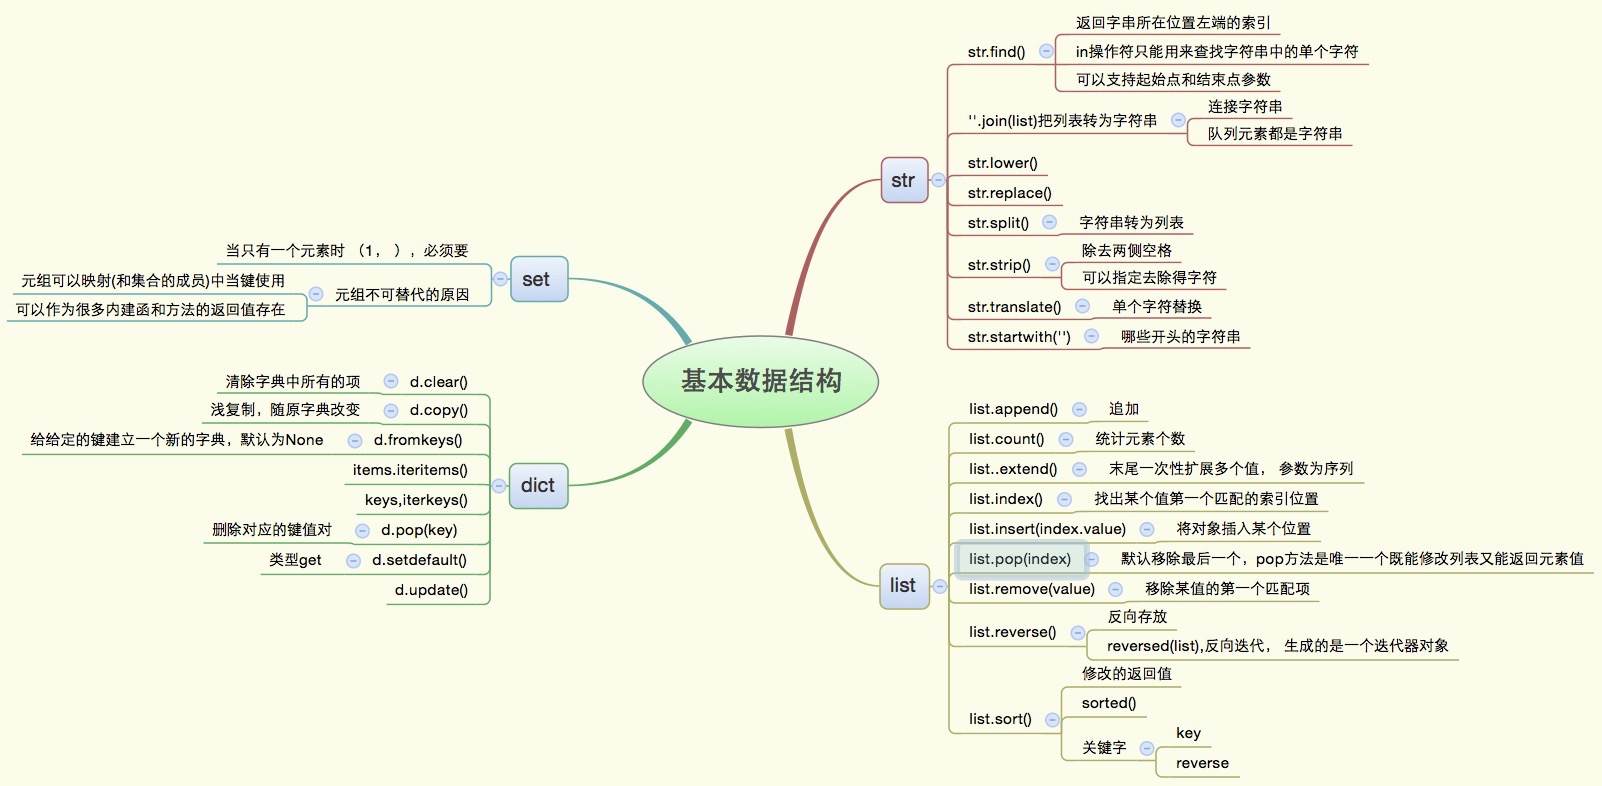 基本数据结构
str
str.find()
返回字串所在位置左端的索引
in操作符只能用来查找字符串中的单个字符
可以支持起始点和结束点参数
''.join(list)把列表转为字符串
连接字符串
队列元素都是字符串
str.lower()
str.replace()
str.split()
字符串转为列表
str.strip()
除去两侧空格
可以指定去除得字符
str.translate()
单个字符替换
str.startwith('')
哪些开头的字符串
list
list.append()
追加
list.count()
统计元素个数
list..extend()
末尾一次性扩展多个值， 参数为序列
list.index()
找出某个值第一个匹配的索引位置
list.insert(index.value)
将对象插入某个位置
list.pop(index)
默认移除最后一个，pop方法是唯一一个既能修改列表又能返回元素值
list.remove(value)
移除某值的第一个匹配项
list.reverse()
反向存放
reversed(list),反向迭代， 生成的是一个迭代器对象
list.sort()
修改的返回值
sorted()
关键字
key
reverse
set
当只有一个元素时 （1， ），必须要
元组不可替代的原因
元组可以映射(和集合的成员)中当键使用
可以作为很多内建函和方法的返回值存在
dict
d.clear()
清除字典中所有的项
d.copy()
浅复制，随原字典改变
d.fromkeys()
给给定的键建立一个新的字典，默认为None
items.iteritems()
keys,iterkeys()
d.pop(key)
删除对应的键值对
d.setdefault()
类型get
d.update()